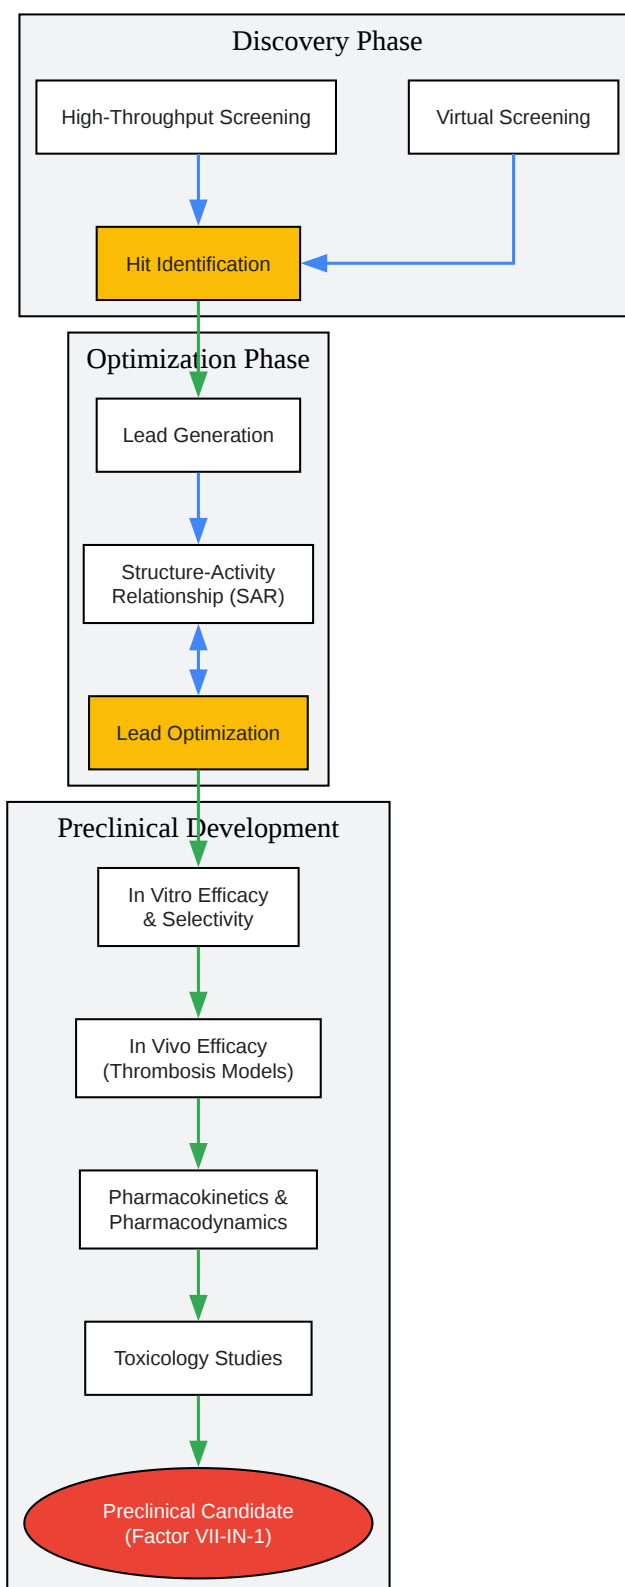 Discovery Phase
High-Throughput Screening
Virtual Screening
Hit Identification
Optimization Phase
Lead Generation
Structure-Activity
Relationship (SAR)
Lead Optimization
Preclinical Development
In Vitro Efficacy
& Selectivity
In Vivo Efficacy
(Thrombosis Models)
Pharmacokinetics &
Pharmacodynamics
Toxicology Studies
Preclinical Candidate
(Factor VII-IN-1)